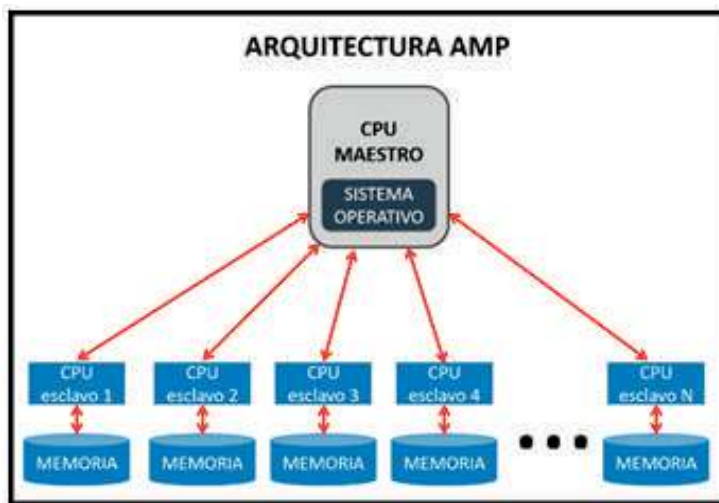 ARQUITECTURA AMP
CPU
MAESTRO
SISTEMA
OPERATIVO
CPU
esclavo 1
CPU
esclavo 2
CPU
esclavo 3
CPU
esclavo 4
CPU
esclavo N
MEMORIA
MEMORIA
MEMORIA
MEMORIA
MEMORIA